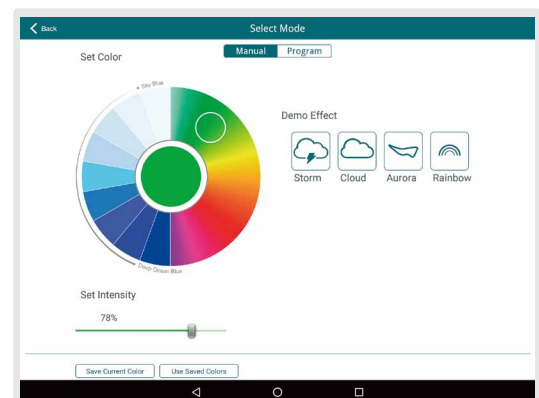 Back
Select Mode
Set Color
Manual Program
Sky Blue
Deep Ocean Blue
Demo Effect
Storm Cloud Aurora Rainbow
Set Intensity
78%
Save Current Color Use Saved Colors